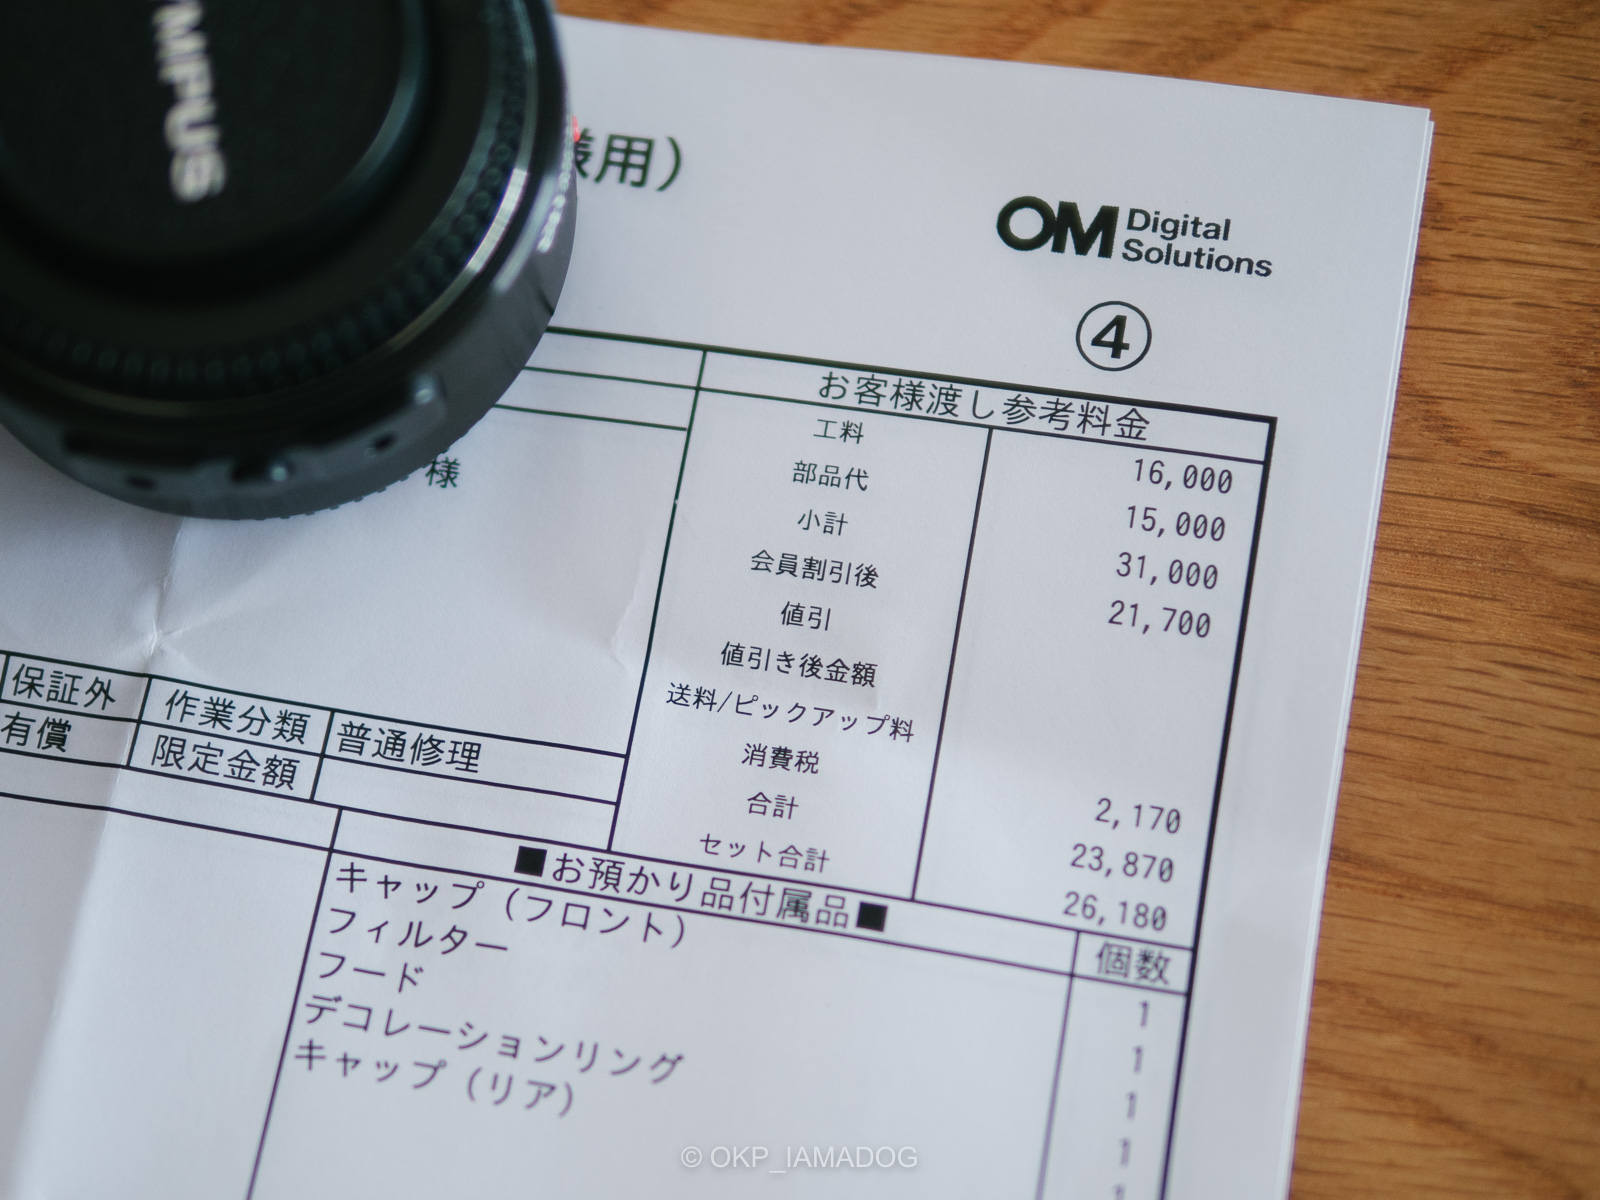 MPUS
様用）
OM Digital
Solutions
④
お客様渡し参考料金
工料 16,000
部品代 15,000
小計 31,000
会員割引後 21,700
値引
値引き後金額
送料/ピックアップ料
消費税 2,170
合計 23,870
セット合計 26,180
様
保証外 作業分類 普通修理
有償 限定金額
■お預かり品付属品■ 個数
キャップ（フロント） 1
フィルター 1
フード 1
デコレーションリング 1
キャップ（リア） 1
© OKP_IAMADOG